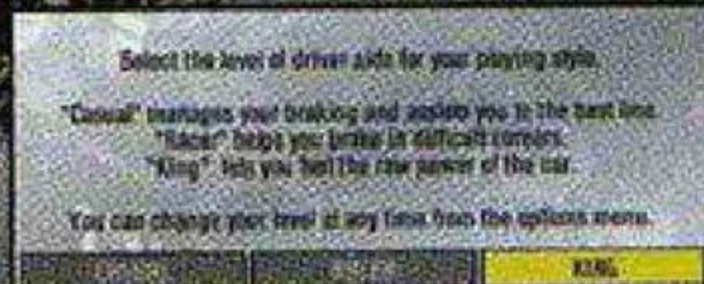 Select the level of driver aids for your playing style.
"Casual" manages your braking and assists you to the best line.
"Racer" helps you brake in difficult corners.
"King" lets you feel the raw power of the car.
You can change your level at any time from the options menu.
KING